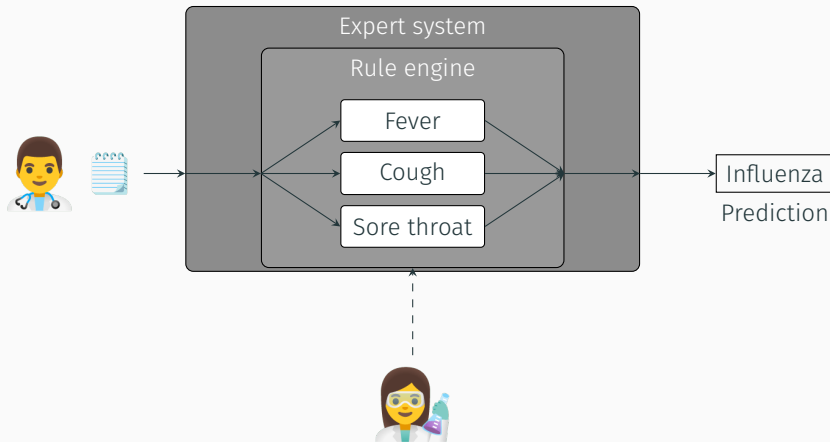 Expert system
Rule engine
Fever
Cough
Sore throat
Influenza
Prediction